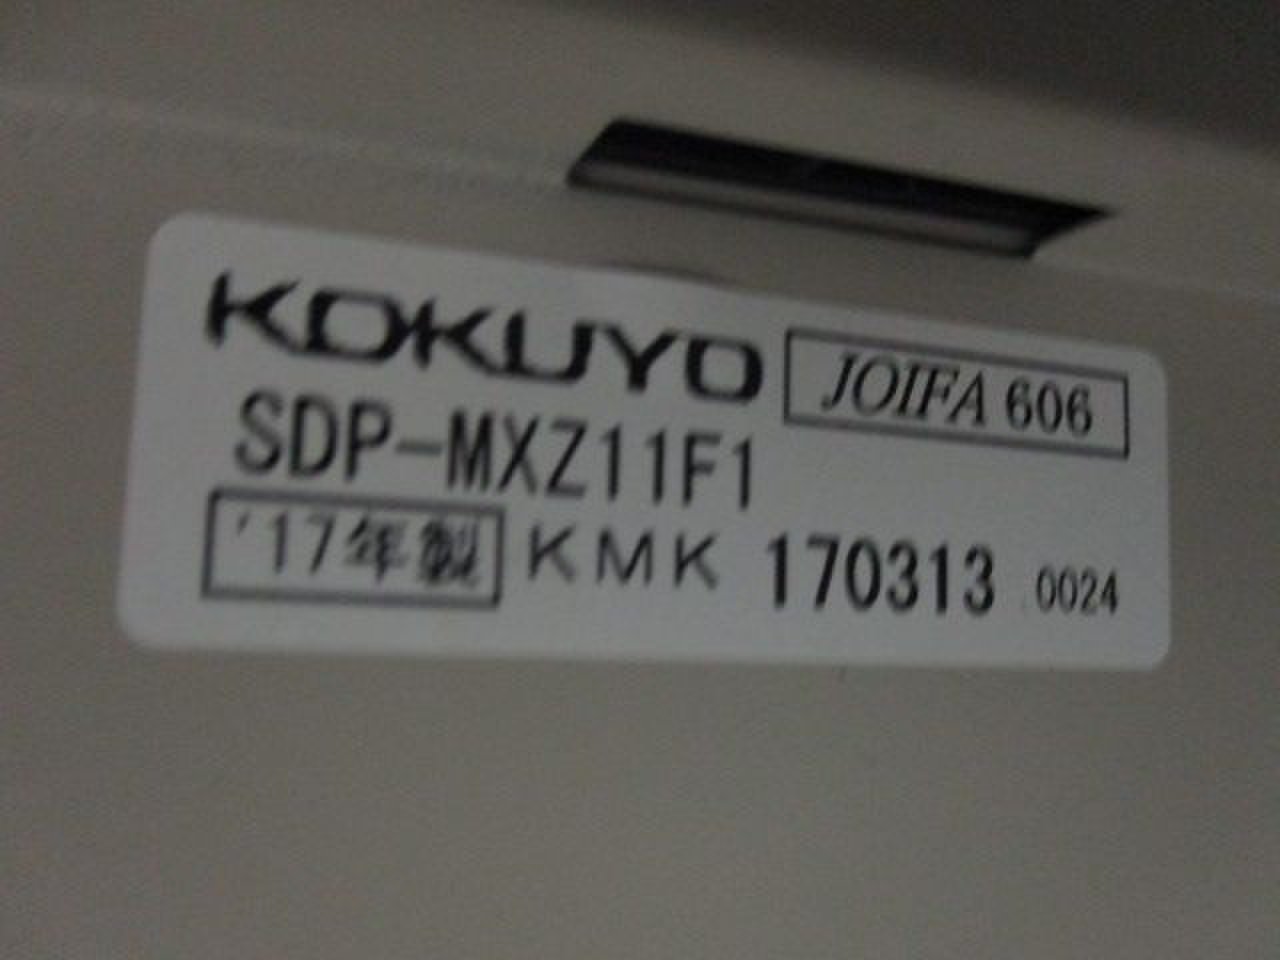 KOKUYO JOIFA 606
SDP-MXZ11F1
'17年製 KMK 170313 0024